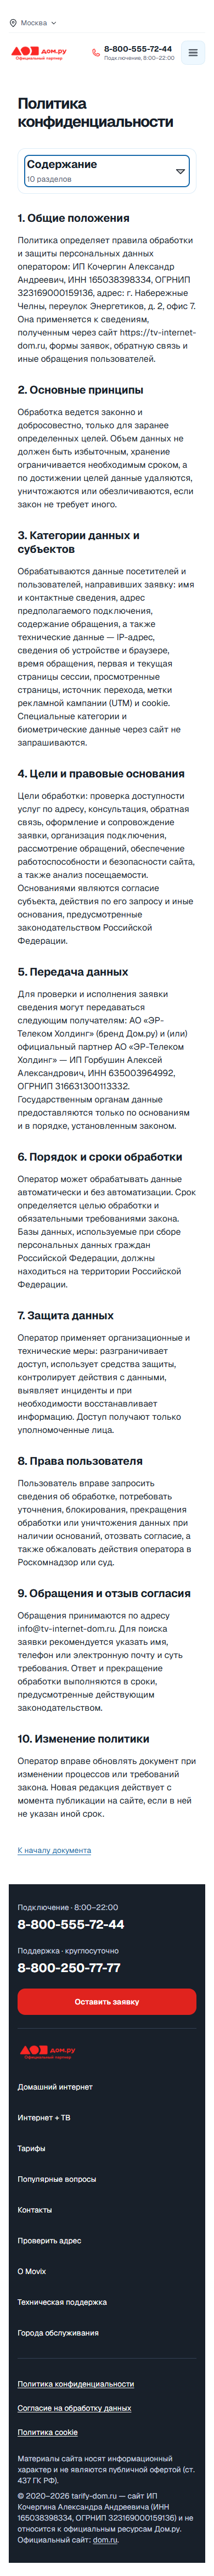 Москва
дом.ру
Официальный партнер
8-800-555-72-44
Подключение, 8:00–22:00
Политика
конфиденциальности
Содержание
10 разделов
1. Общие положения
Политика определяет правила обработки
и защиты персональных данных
оператором: ИП Кочергин Александр
Андреевич, ИНН 165038398334, ОГРНИП
323169000159136, адрес: г. Набережные
Челны, переулок Энергетиков, д. 2, офис 7.
Она применяется к сведениям,
полученным через сайт https://tv-internet-
dom.ru, формы заявок, обратную связь и
иные обращения пользователей.
2. Основные принципы
Обработка ведется законно и
добросовестно, только для заранее
определенных целей. Объем данных не
должен быть избыточным, хранение
ограничивается необходимым сроком, а
по достижении целей данные удаляются,
уничтожаются или обезличиваются, если
закон не требует иного.
3. Категории данных и
субъектов
Обрабатываются данные посетителей и
пользователей, направивших заявку: имя
и контактные сведения, адрес
предполагаемого подключения,
содержание обращения, а также
технические данные — IP-адрес,
сведения об устройстве и браузере,
время обращения, первая и текущая
страницы сессии, просмотренные
страницы, источник перехода, метки
рекламной кампании (UTM) и cookie.
Специальные категории и
биометрические данные через сайт не
запрашиваются.
4. Цели и правовые основания
Цели обработки: проверка доступности
услуг по адресу, консультация, обратная
связь, оформление и сопровождение
заявки, организация подключения,
рассмотрение обращений, обеспечение
работоспособности и безопасности сайта,
а также анализ посещаемости.
Основаниями являются согласие
субъекта, действия по его запросу и иные
основания, предусмотренные
законодательством Российской
Федерации.
5. Передача данных
Для проверки и исполнения заявки
сведения могут передаваться
следующим получателям: АО «ЭР-
Телеком Холдинг» (бренд Дом.ру) и (или)
официальный партнер АО «ЭР-Телеком
Холдинг» — ИП Горбушин Алексей
Александрович, ИНН 635003964992,
ОГРНИП 316631300113332.
Государственным органам данные
предоставляются только по основаниям
и в порядке, установленным законом.
6. Порядок и сроки обработки
Оператор может обрабатывать данные
автоматически и без автоматизации. Срок
определяется целью обработки и
обязательными требованиями закона.
Базы данных, используемые при сборе
персональных данных граждан
Российской Федерации, должны
находиться на территории Российской
Федерации.
7. Защита данных
Оператор применяет организационные и
технические меры: разграничивает
доступ, использует средства защиты,
контролирует действия с данными,
выявляет инциденты и при
необходимости восстанавливает
информацию. Доступ получают только
уполномоченные лица.
8. Права пользователя
Пользователь вправе запросить
сведения об обработке, потребовать
уточнения, блокирования, прекращения
обработки или уничтожения данных при
наличии оснований, отозвать согласие, а
также обжаловать действия оператора в
Роскомнадзор или суд.
9. Обращения и отзыв согласия
Обращения принимаются по адресу
info@tv-internet-dom.ru. Для поиска
заявки рекомендуется указать имя,
телефон или электронную почту и суть
требования. Ответ и прекращение
обработки выполняются в сроки,
предусмотренные действующим
законодательством.
10. Изменение политики
Оператор вправе обновлять документ при
изменении процессов или требований
закона. Новая редакция действует с
момента публикации на сайте, если в ней
не указан иной срок.
К началу документа
Подключение · 8:00–22:00
8-800-555-72-44
Поддержка · круглосуточно
8-800-250-77-77
Оставить заявку
дом.ру
Официальный партнер
Домашний интернет
Интернет + ТВ
Тарифы
Популярные вопросы
Контакты
Проверить адрес
О Movix
Техническая поддержка
Города обслуживания
Политика конфиденциальности
Согласие на обработку данных
Политика cookie
Материалы сайта носят информационный
характер и не являются публичной офертой (ст.
437 ГК РФ).
© 2020–2026 tarify-dom.ru — сайт ИП
Кочергина Александра Андреевича (ИНН
165038398334, ОГРНИП 323169000159136) и не
относится к официальным ресурсам Дом.ру.
Официальный сайт: dom.ru.